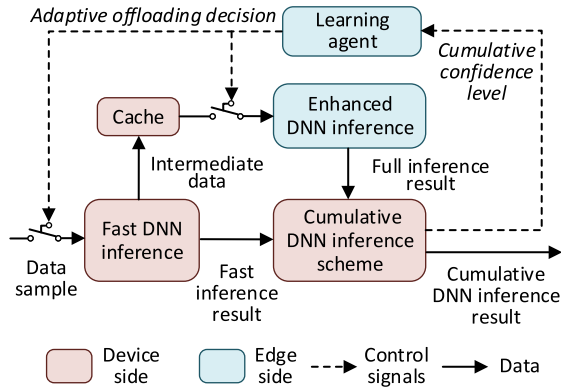 Adaptive offloading decision
Learning
agent
Cumulative
confidence
level
Cache
Enhanced
DNN inference
Intermediate
data
Full inference
result
Fast DNN
inference
Cumulative
DNN inference
scheme
Data
sample
Fast
inference
result
Cumulative
DNN inference
result
Device
side
Edge
side
Control
signals
Data